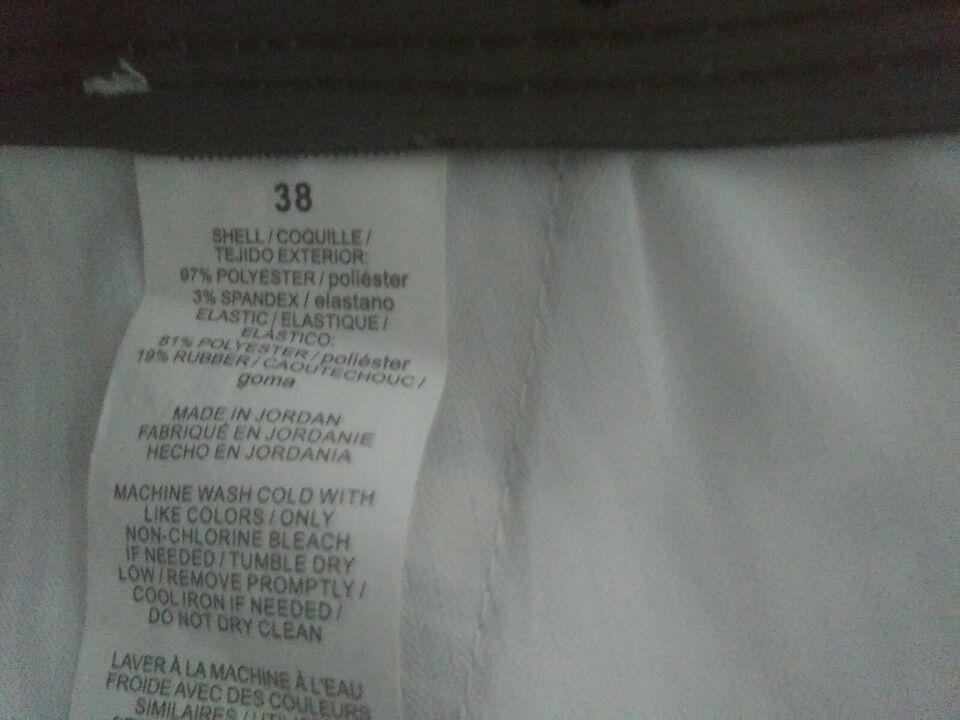 38
SHELL / COQUILLE /
TEJIDO EXTERIOR:
97% POLYESTER / poliéster
3% SPANDEX / elastano
ELASTIC / ELASTIQUE /
ELÁSTICO:
81% POLYESTER / poliéster
19% RUBBER / CAOUTECHOUC /
goma
MADE IN JORDAN
FABRIQUÉ EN JORDANIE
HECHO EN JORDANIA
MACHINE WASH COLD WITH
LIKE COLORS / ONLY
NON-CHLORINE BLEACH
IF NEEDED / TUMBLE DRY
LOW / REMOVE PROMPTLY /
COOL IRON IF NEEDED /
DO NOT DRY CLEAN
LAVER À LA MACHINE À L'EAU
FROIDE AVEC DES COULEURS
SIMILAIRES /